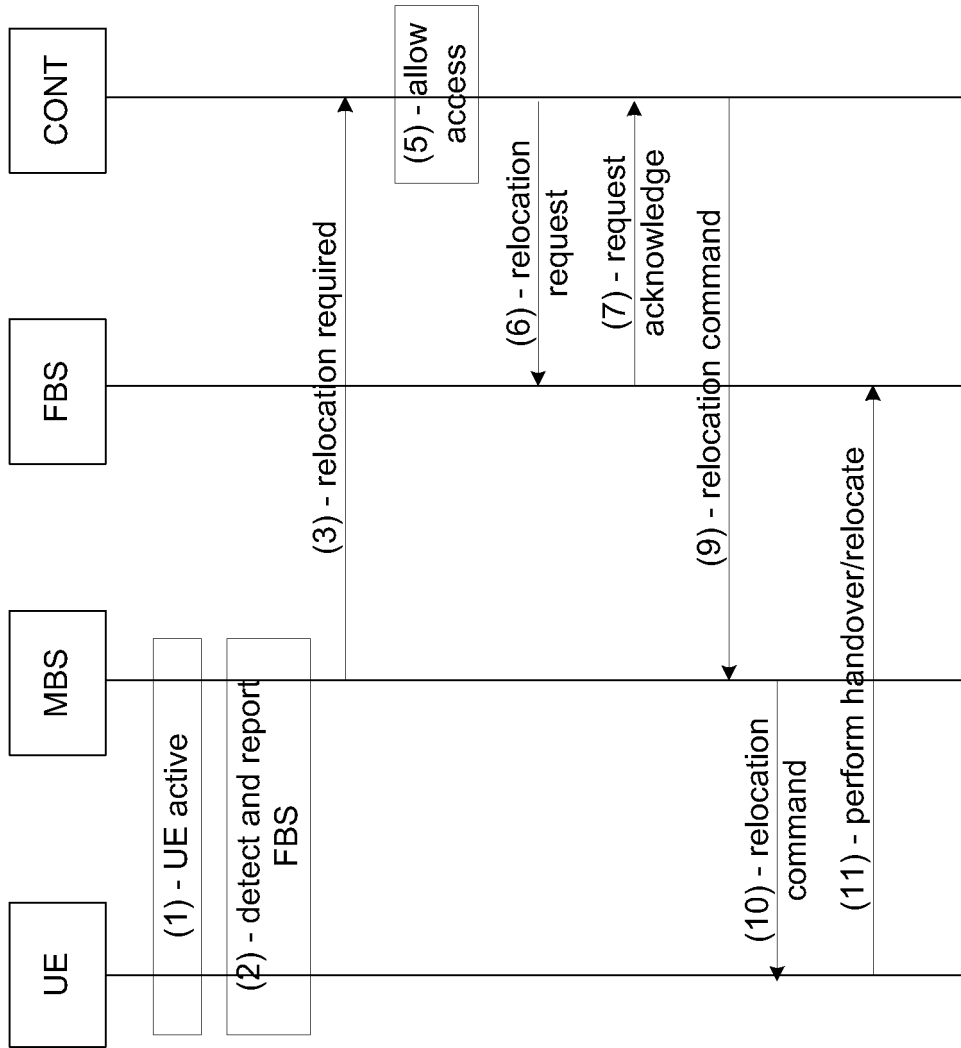 UE
MBS
FBS
CONT
(1) - UE active
(2) - detect and report
FBS
(3) - relocation required
(5) - allow
access
(6) - relocation
request
(7) - request
acknowledge
(9) - relocation command
(10) - relocation
command
(11) - perform handover/relocate